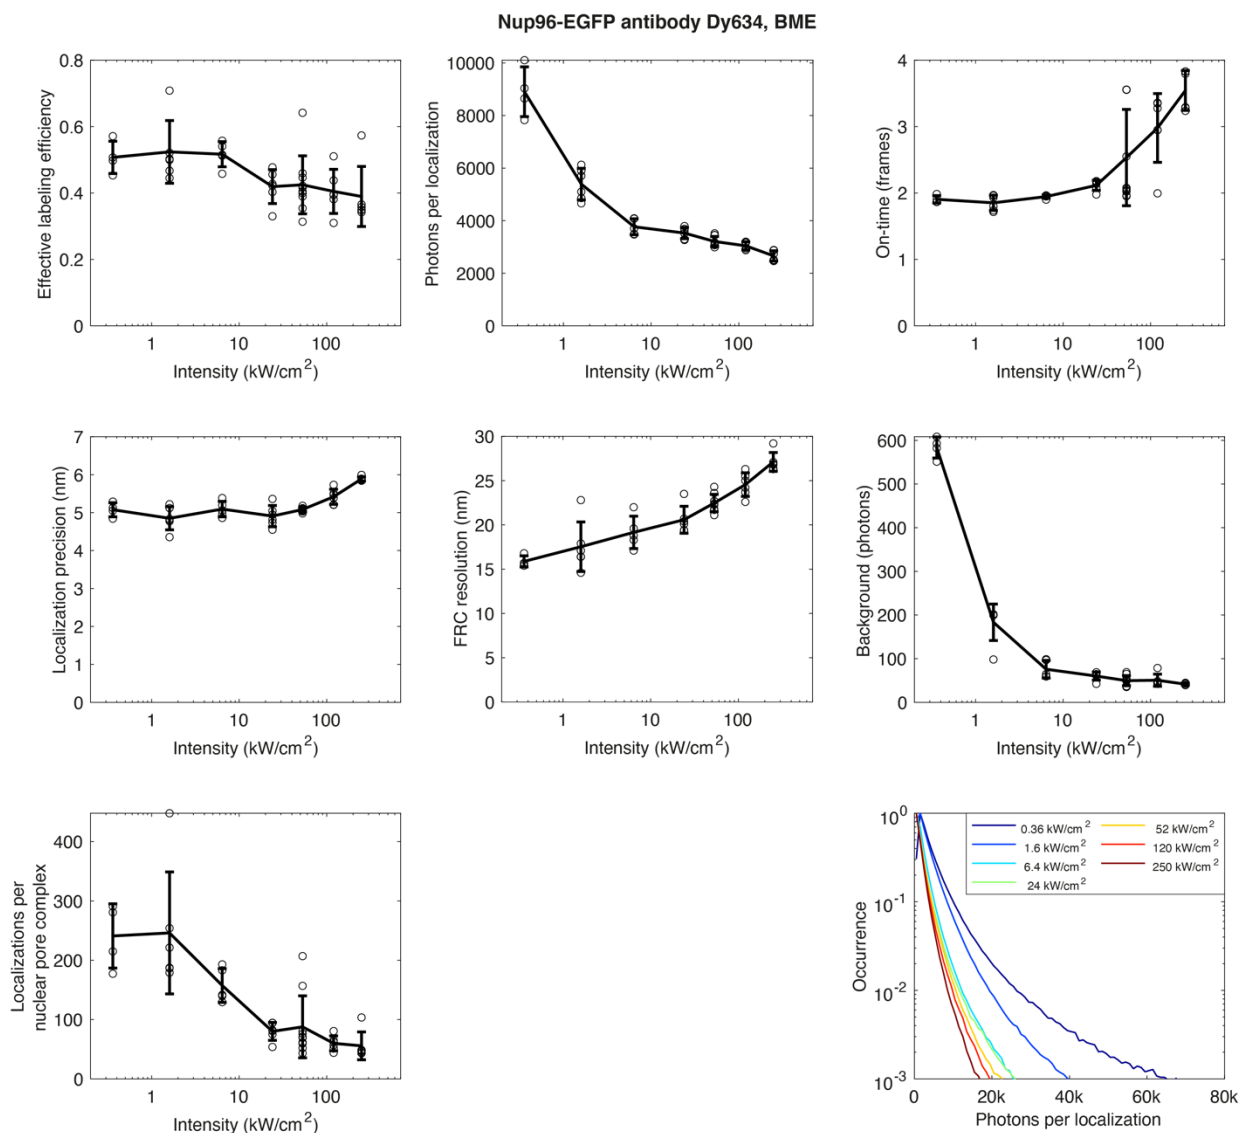 Nup96-EGFP antibody Dy634, BME
Effective labeling efficiency
0.8
0.6
0.4
0.2
0
1 10 100
Intensity (kW/cm²)
Photons per localization
10000
8000
6000
4000
2000
0
1 10 100
Intensity (kW/cm²)
On-time (frames)
4
3
2
1
0
1 10 100
Intensity (kW/cm²)
Localization precision (nm)
7
6
5
4
3
2
1
0
1 10 100
Intensity (kW/cm²)
FRC resolution (nm)
30
25
20
15
10
5
0
1 10 100
Intensity (kW/cm²)
Background (photons)
600
500
400
300
200
100
0
1 10 100
Intensity (kW/cm²)
Localizations per
nuclear pore complex
400
300
200
100
0
1 10 100
Intensity (kW/cm²)
Occurrence
10⁰
10⁻¹
10⁻²
10⁻³
0.36 kW/cm² 52 kW/cm²
1.6 kW/cm² 120 kW/cm²
6.4 kW/cm² 250 kW/cm²
24 kW/cm²
0 20k 40k 60k 80k
Photons per localization